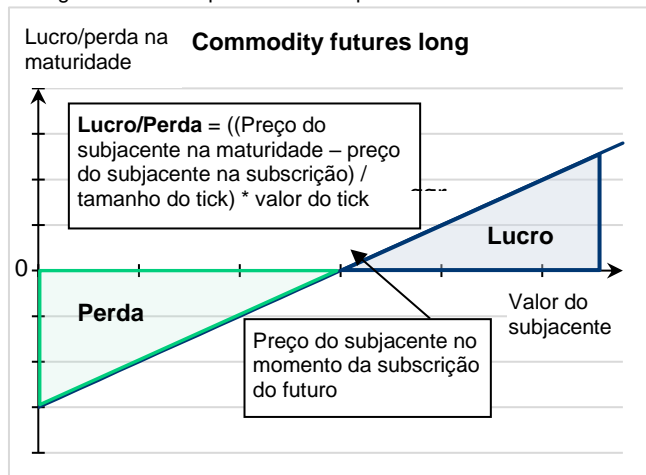 Lucro/perda na
maturidade
Commodity futures long
Lucro/Perda = ((Preço do
subjacente na maturidade – preço
do subjacente na subscrição) /
tamanho do tick) * valor do tick
Lucro
0
Perda
Valor do
subjacente
Preço do subjacente no
momento da subscrição
do futuro